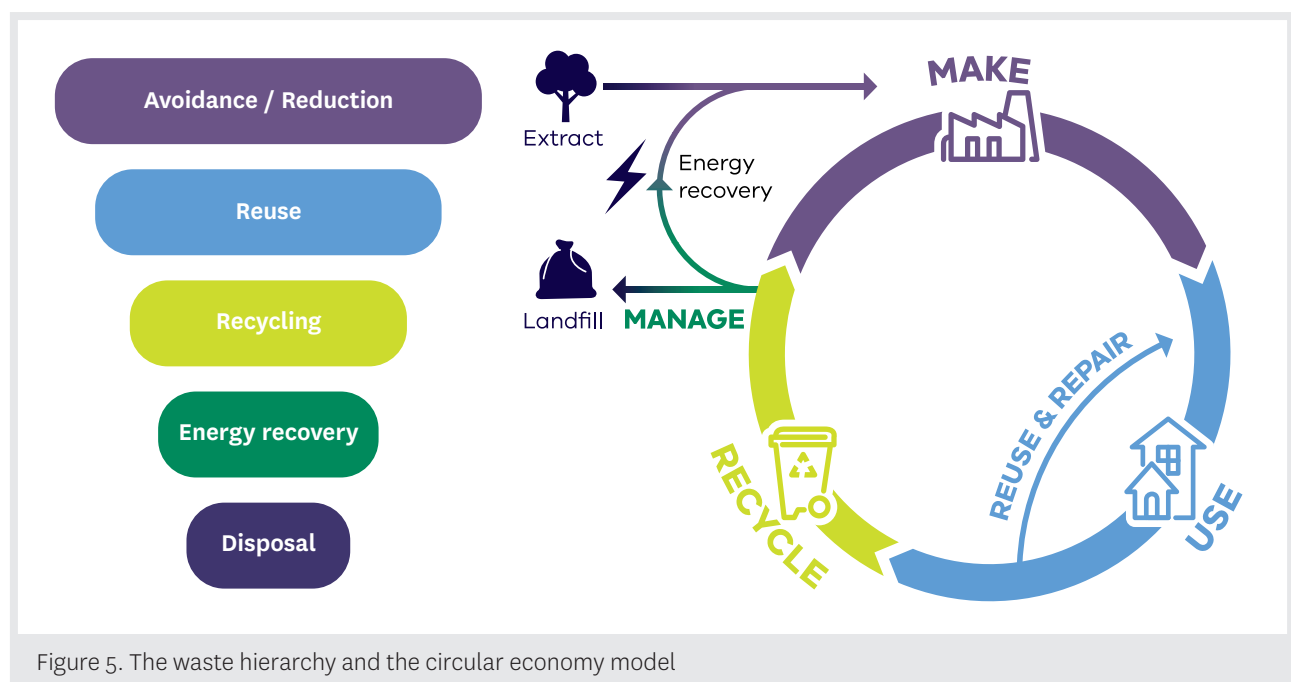 Avoidance / Reduction
Reuse
Recycling
Energy recovery
Disposal
Extract
Energy
recovery
Landfill
MANAGE
MAKE
USE
REUSE & REPAIR
RECYCLE
Figure 5. The waste hierarchy and the circular economy model